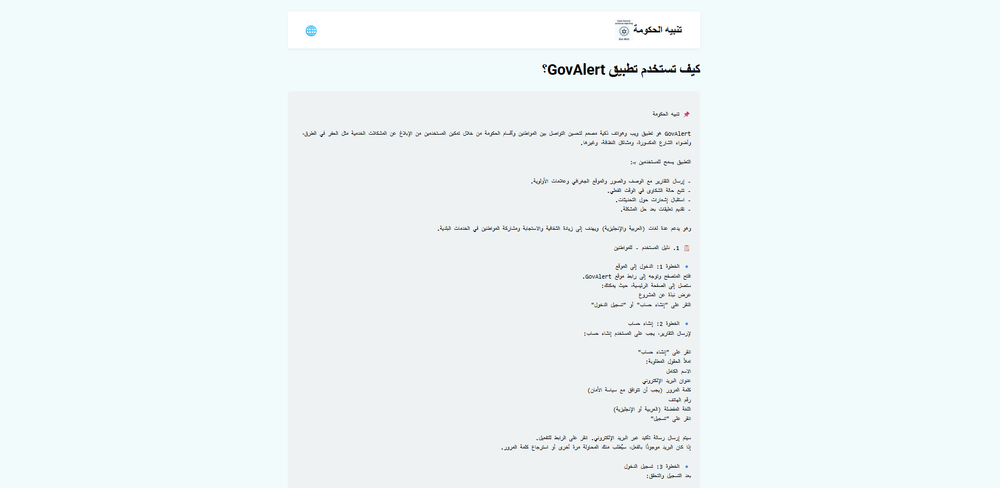 تنبيه الحكومة
Gov Alert
كيف تستخدم تطبيق GovAlert؟
📌 تنبيه الحكومة
GovAlert هو تطبيق ويب وهواتف ذكية مصمم لتحسين التواصل بين المواطنين وأقسام الحكومة من خلال تمكين المستخدمين من الإبلاغ عن المشكلات الخدمية مثل الحفر في الطرق،
وأضواء الشارع المكسورة، ومشاكل النظافة، وغيرها.
التطبيق يسمح للمستخدمين بـ:
- إرسال التقارير مع الوصف والصور والموقع الجغرافي وعلامات الأولوية.
- تتبع حالة الشكاوى في الوقت الفعلي.
- استقبال إشعارات حول التحديثات.
- تقديم تعليقات بعد حل المشكلة.
وهو يدعم عدة لغات (العربية والإنجليزية) ويهدف إلى زيادة الشفافية والاستجابة ومشاركة المواطنين في الخدمات البلدية.
📋 1. دليل المستخدم - للمواطنين
🔹 الخطوة 1: الدخول إلى الموقع
افتح المتصفح وتوجه إلى رابط موقع GovAlert.
ستصل إلى الصفحة الرئيسية، حيث يمكنك:
عرض نبذة عن المشروع
النقر على "إنشاء حساب" أو "تسجيل الدخول"
🔹 الخطوة 2: إنشاء حساب
لإرسال التقارير، يجب على المستخدم إنشاء حساب:
انقر على "إنشاء حساب"
املأ الحقول المطلوبة:
الاسم الكامل
عنوان البريد الإلكتروني
كلمة المرور (يجب أن تتوافق مع سياسة الأمان)
رقم الهاتف
اللغة المفضلة (العربية أو الإنجليزية)
انقر على "تسجيل"
سيتم إرسال رسالة تأكيد عبر البريد الإلكتروني. انقر على الرابط للتفعيل.
إذا كان البريد موجودًا بالفعل، سيُطلب منك المحاولة مرة أخرى أو استرجاع كلمة المرور.
🔹 الخطوة 3: تسجيل الدخول
بعد التسجيل والتحقق: